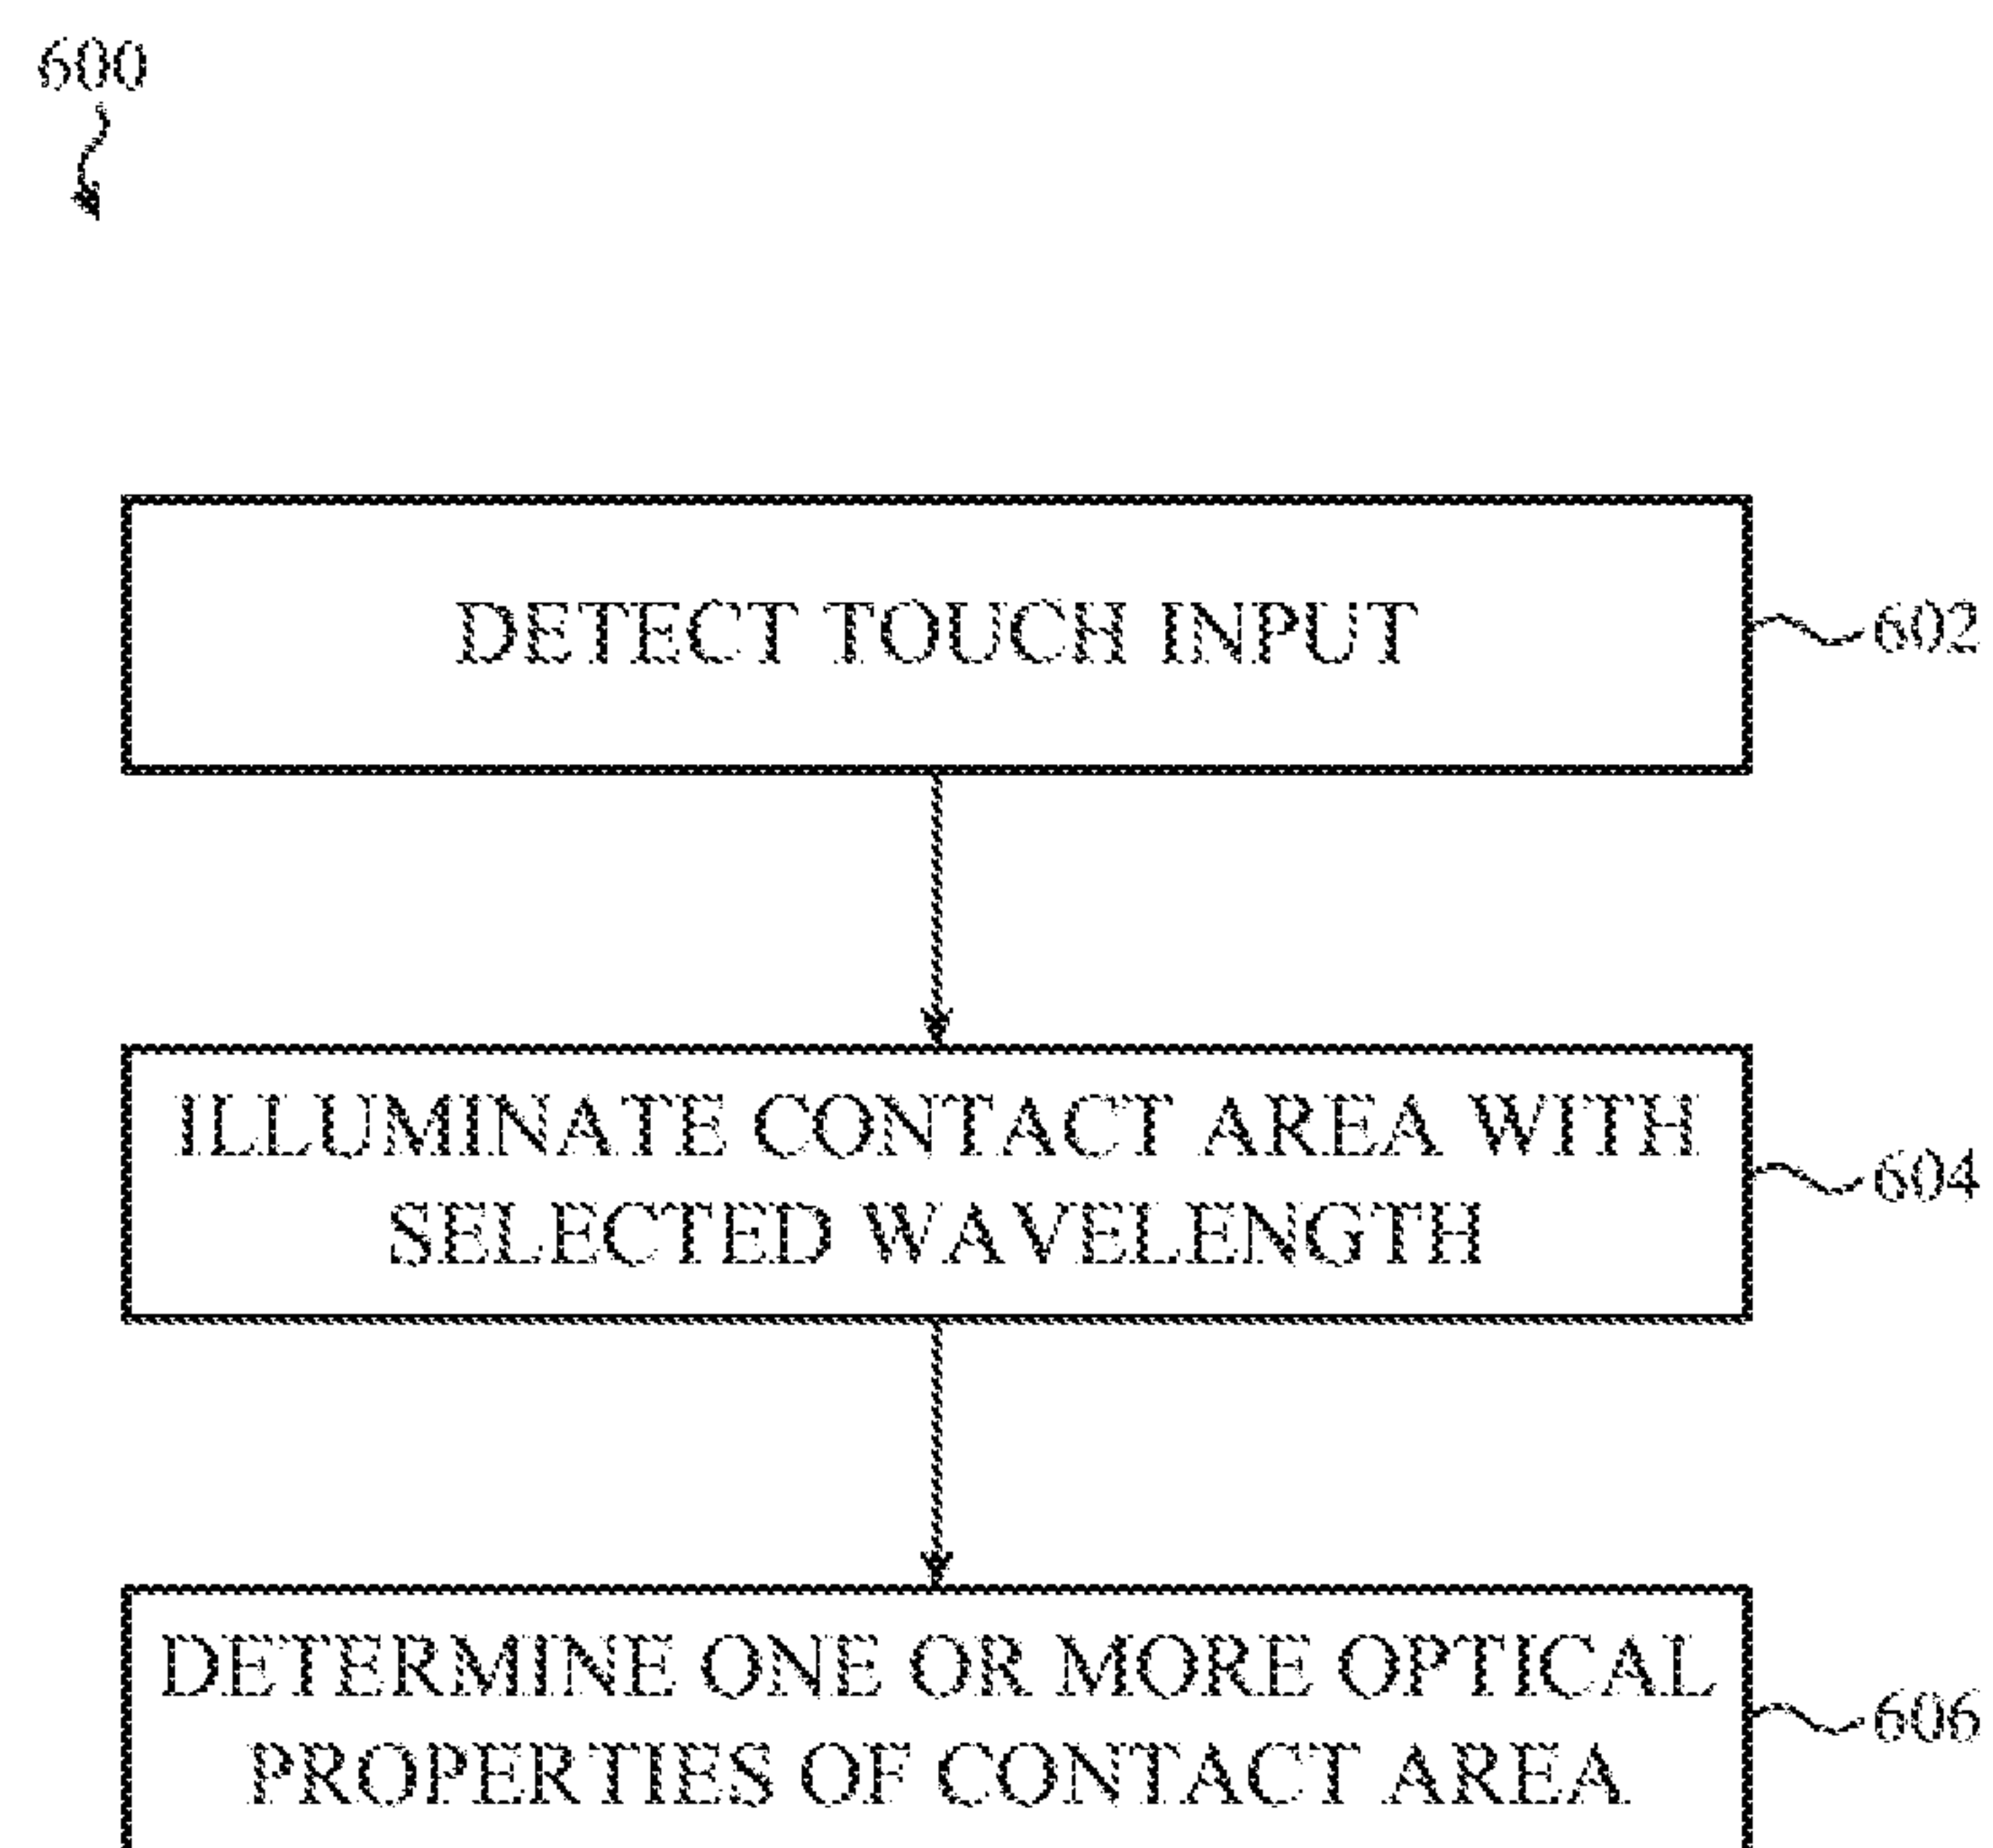 600
DETECT TOUCH INPUT
602
ILLUMINATE CONTACT AREA WITH
SELECTED WAVELENGTH
604
DETERMINE ONE OR MORE OPTICAL
PROPERTIES OF CONTACT AREA
606